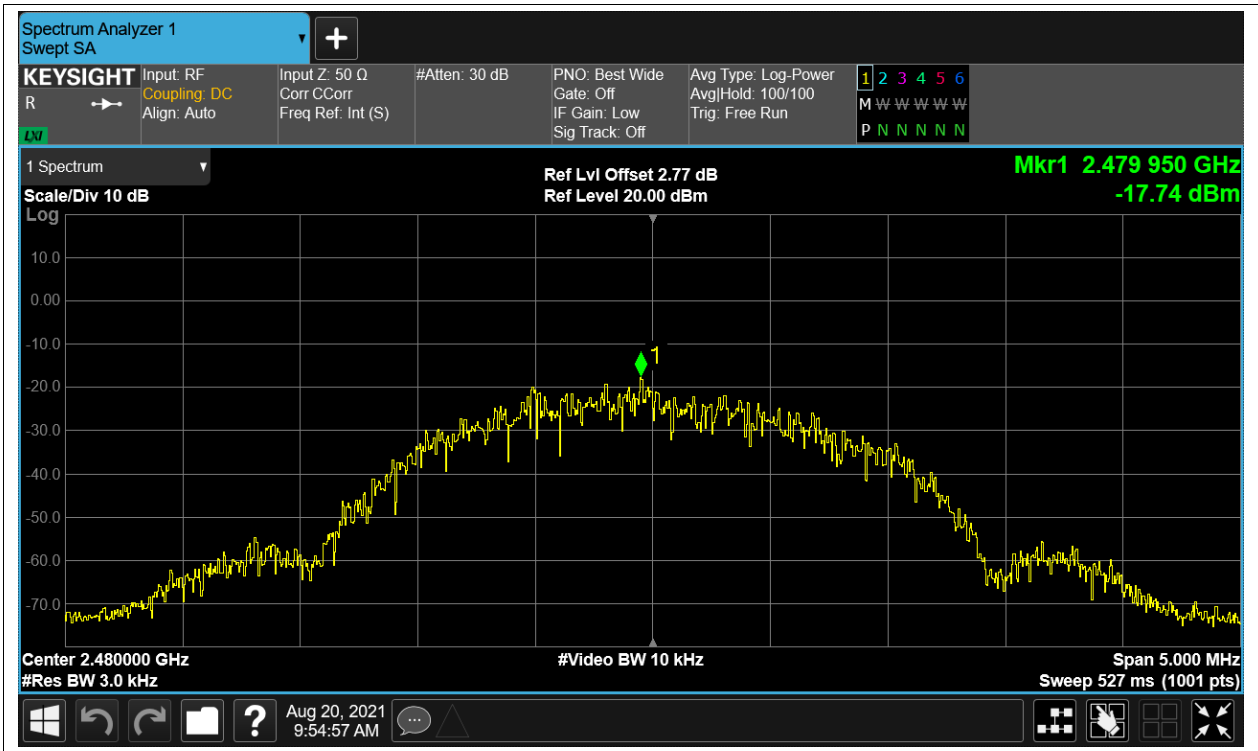 Spectrum Analyzer 1
Swept SA
KEYSIGHT
R
LXI
Input: RF
Coupling: DC
Align: Auto
Input Z: 50 Ω
Corr CCorr
Freq Ref: Int (S)
#Atten: 30 dB
PNO: Best Wide
Gate: Off
IF Gain: Low
Sig Track: Off
Avg Type: Log-Power
Avg|Hold: 100/100
Trig: Free Run
1 2 3 4 5 6
M W W W W W
P N N N N N
1 Spectrum
Scale/Div 10 dB
Ref Lvl Offset 2.77 dB
Ref Level 20.00 dBm
Mkr1 2.479 950 GHz
-17.74 dBm
Log
10.0
0.00
-10.0
-20.0
-30.0
-40.0
-50.0
-60.0
-70.0
1
Center 2.480000 GHz
#Video BW 10 kHz
Span 5.000 MHz
#Res BW 3.0 kHz
Sweep 527 ms (1001 pts)
?
Aug 20, 2021
9:54:57 AM